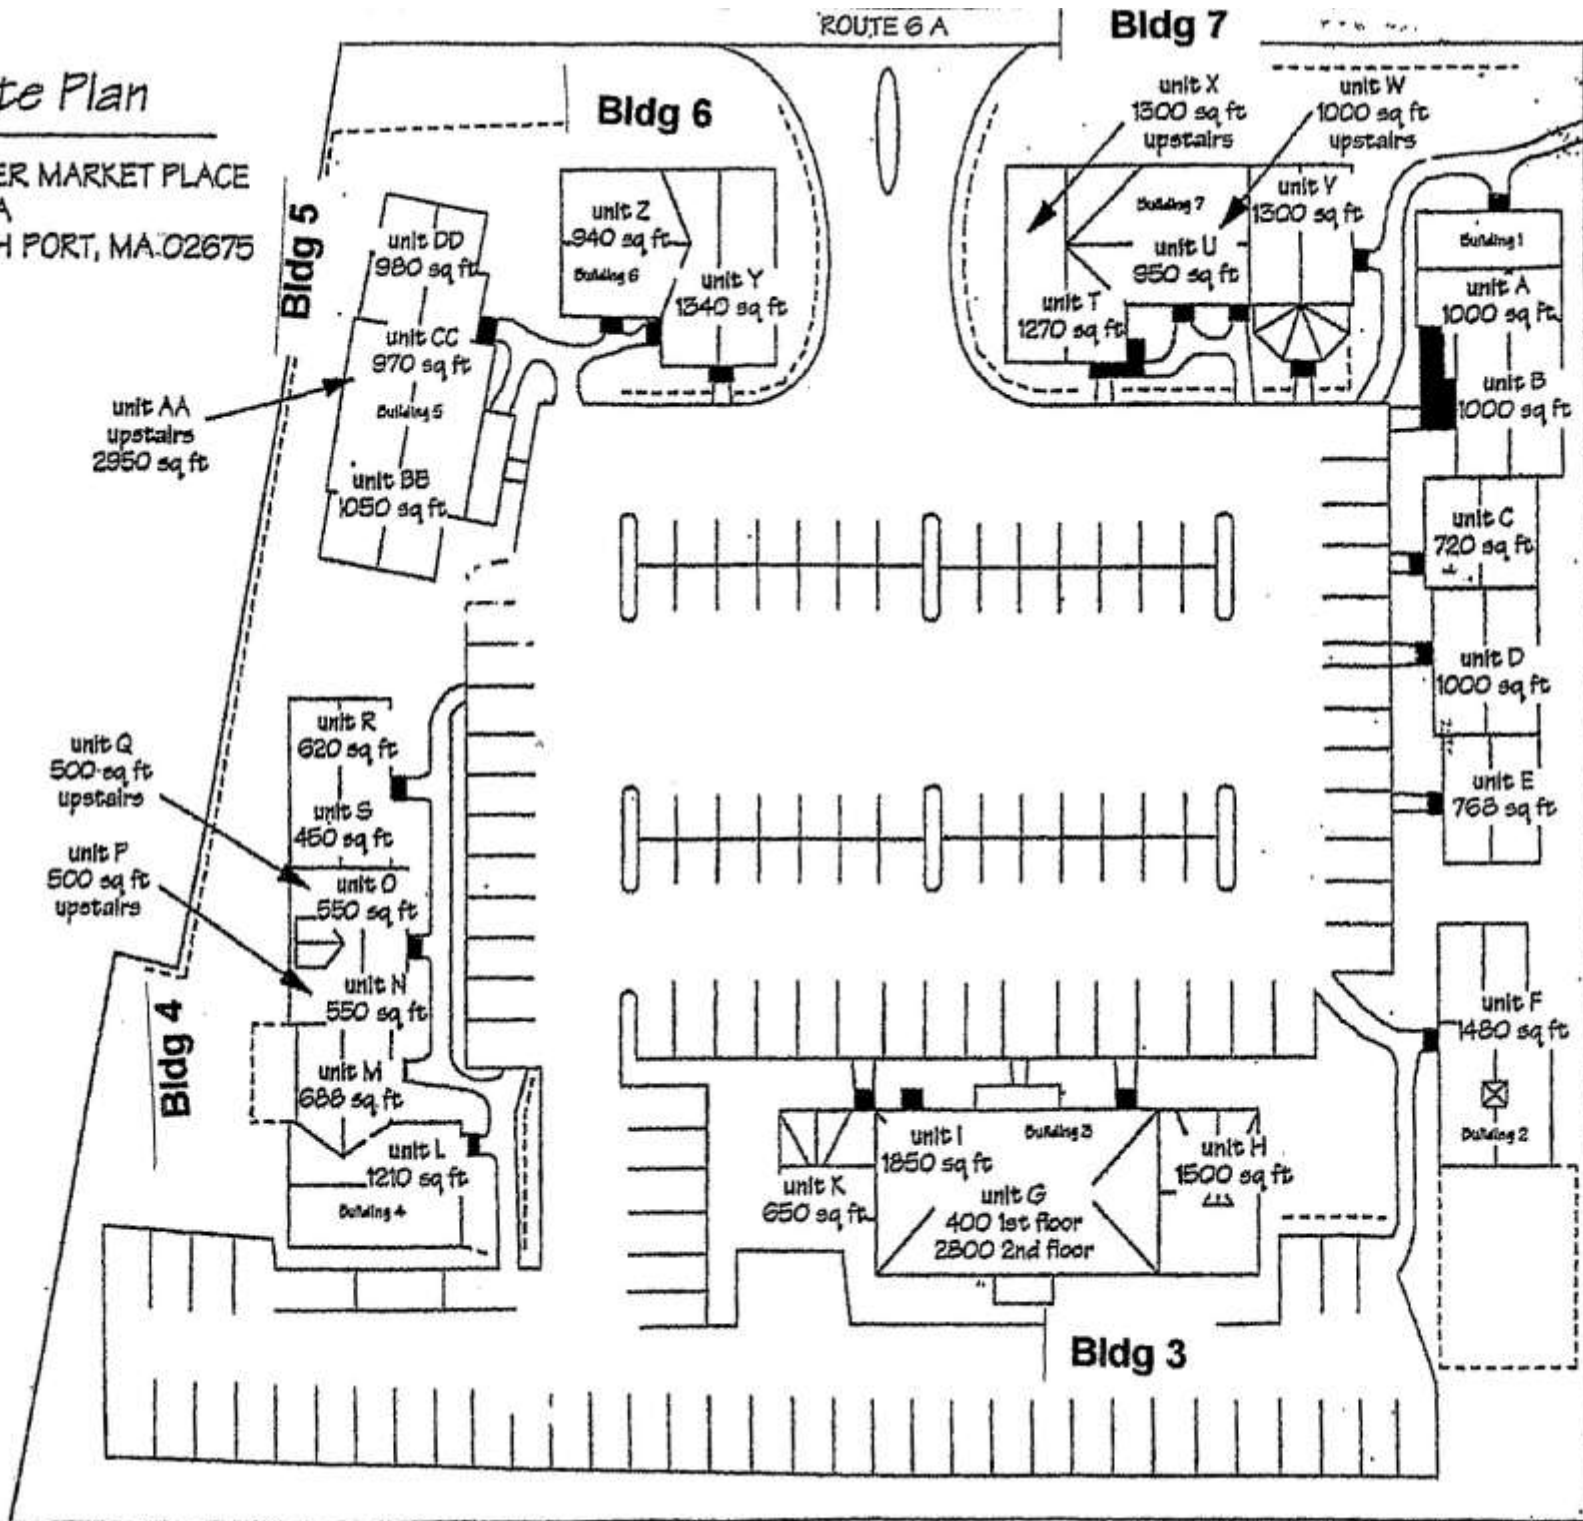 ROUTE 6 A
te Plan
ER MARKET PLACE
A
H PORT, MA 02675
Bldg 5
unit DD
980 sq ft
unit CC
970 sq ft
Building 5
unit BB
1050 sq ft
unit AA
upstairs
2950 sq ft
Bldg 6
unit Z
940 sq ft
Building 6
unit Y
1340 sq ft
Bldg 7
unit X
1300 sq ft
upstairs
unit W
1000 sq ft
upstairs
Building 7
unit V
1300 sq ft
unit U
950 sq ft
unit T
1270 sq ft
Building 1
unit A
1000 sq ft
unit B
1000 sq ft
unit C
720 sq ft
unit D
1000 sq ft
unit E
768 sq ft
unit F
1480 sq ft
Building 2
unit R
620 sq ft
unit S
450 sq ft
unit Q
500 sq ft
upstairs
unit P
500 sq ft
upstairs
unit O
550 sq ft
unit N
550 sq ft
Bldg 4
unit M
688 sq ft
unit L
1210 sq ft
Building 4
unit I
1850 sq ft
Building 3
unit H
1500 sq ft
unit K
650 sq ft
unit G
400 1st floor
2800 2nd floor
Bldg 3